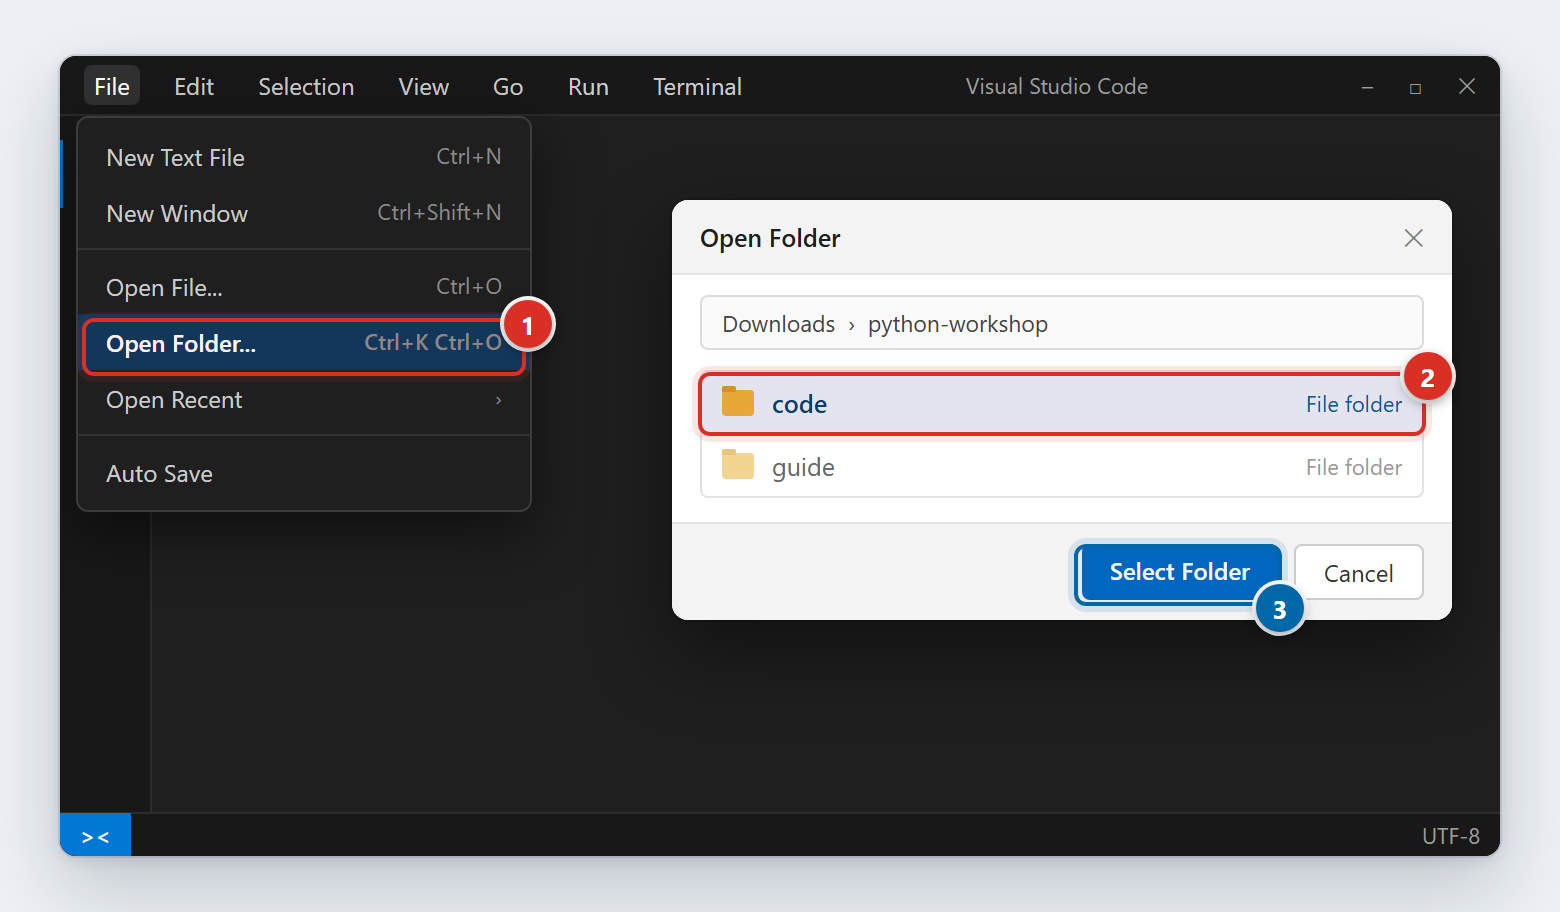 File Edit Selection View Go Run Terminal Visual Studio Code
New Text File Ctrl+N
New Window Ctrl+Shift+N
Open File... Ctrl+O
Open Folder... Ctrl+K Ctrl+O
1
Open Recent ›
Auto Save
Open Folder
Downloads › python-workshop
2
code File folder
guide File folder
Select Folder
Cancel
3
>< UTF-8